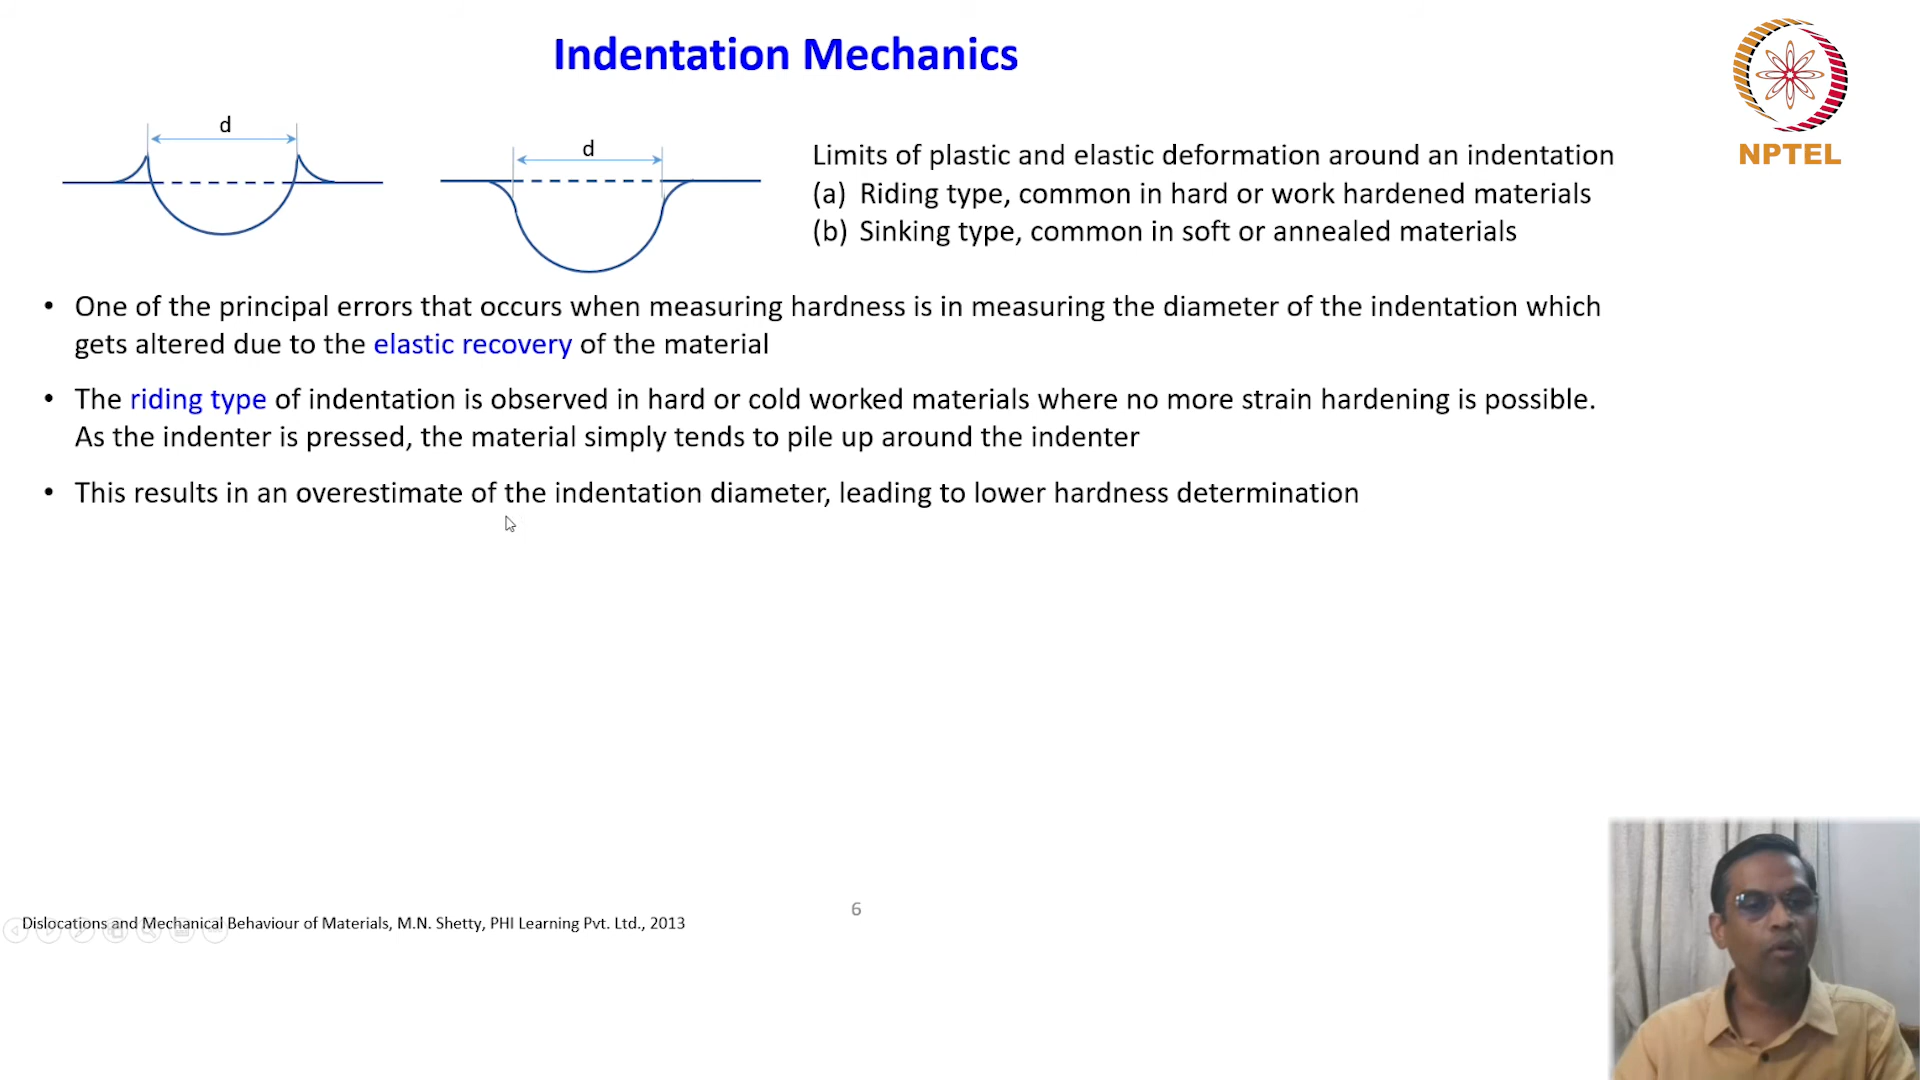 Indentation Mechanics
NPTEL
d
d
Limits of plastic and elastic deformation around an indentation
(a) Riding type, common in hard or work hardened materials
(b) Sinking type, common in soft or annealed materials
• One of the principal errors that occurs when measuring hardness is in measuring the diameter of the indentation which
gets altered due to the elastic recovery of the material
• The riding type of indentation is observed in hard or cold worked materials where no more strain hardening is possible.
As the indenter is pressed, the material simply tends to pile up around the indenter
• This results in an overestimate of the indentation diameter, leading to lower hardness determination
6
Dislocations and Mechanical Behaviour of Materials, M.N. Shetty, PHI Learning Pvt. Ltd., 2013